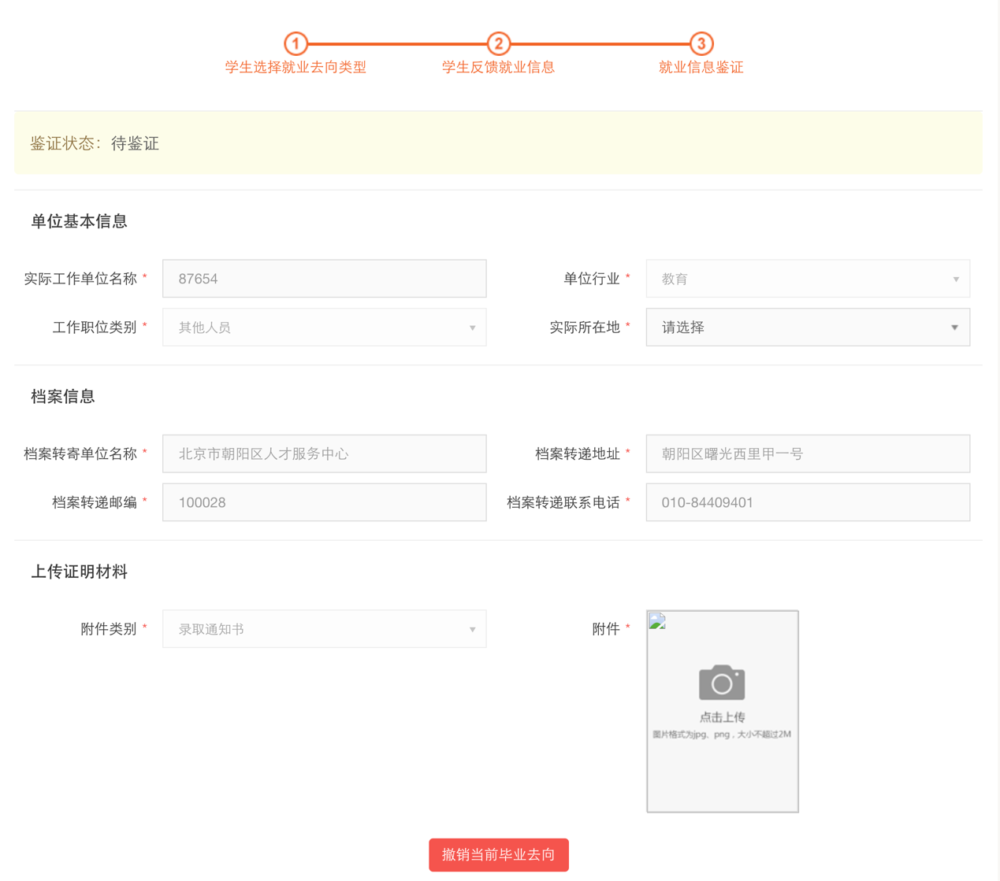 1 2 3
学生选择就业去向类型 学生反馈就业信息 就业信息鉴证
鉴证状态：待鉴证
单位基本信息
实际工作单位名称 * 87654 单位行业 * 教育
工作职位类别 * 其他人员 实际所在地 * 请选择
档案信息
档案转寄单位名称 * 北京市朝阳区人才服务中心 档案转递地址 * 朝阳区曙光西里甲一号
档案转递邮编 * 100028 档案转递联系电话 * 010-84409401
上传证明材料
附件类别 * 录取通知书 附件 *
点击上传
图片格式为jpg、png，大小不超过2M
撤销当前毕业去向